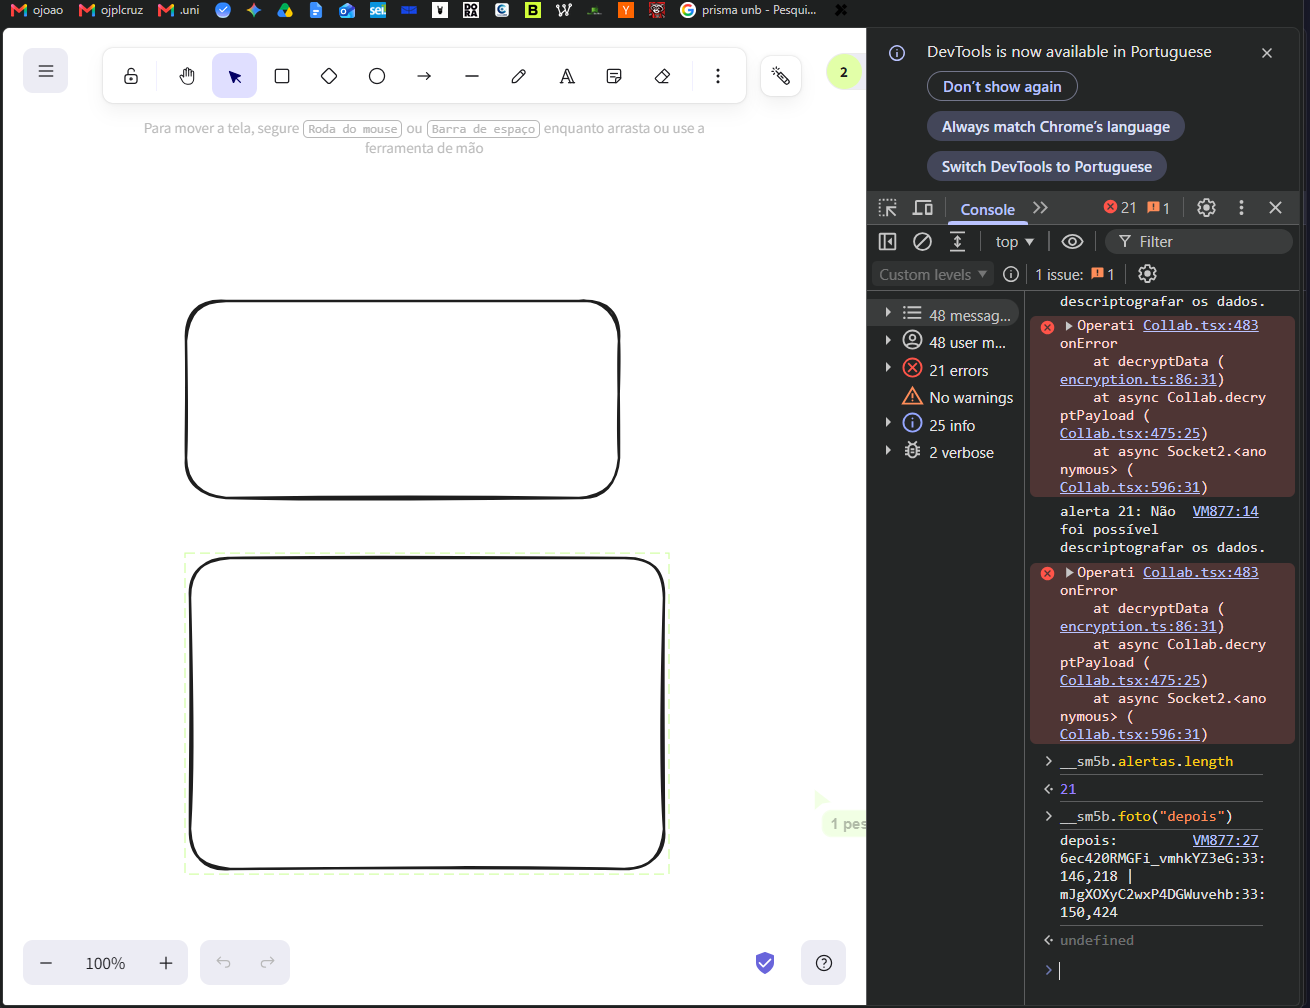 ojoao
ojplcruz
.uni
sei.
DO
RA
B
W
Y
G
prisma unb - Pesqui...
2
Para mover a tela, segure Roda do mouse ou Barra de espaço enquanto arrasta ou use a
ferramenta de mão
1 pes
100%
DevTools is now available in Portuguese
Don't show again
Always match Chrome's language
Switch DevTools to Portuguese
Console
21
1
top
Filter
Custom levels
1 issue:
1
48 messag...
48 user m...
21 errors
No warnings
25 info
2 verbose
descriptografar os dados.
Operati Collab.tsx:483
onError
at decryptData (
encryption.ts:86:31)
at async Collab.decry
ptPayload (
Collab.tsx:475:25)
at async Socket2.<ano
nymous> (
Collab.tsx:596:31)
alerta 21: Não VM877:14
foi possível
descriptografar os dados.
Operati Collab.tsx:483
onError
at decryptData (
encryption.ts:86:31)
at async Collab.decry
ptPayload (
Collab.tsx:475:25)
at async Socket2.<ano
nymous> (
Collab.tsx:596:31)
__sm5b.alertas.length
21
__sm5b.foto("depois")
depois: VM877:27
6ec420RMGFi_vmhkYZ3eG:33:
146,218 |
mJgXOXyC2wxP4DGWuvehb:33:
150,424
undefined